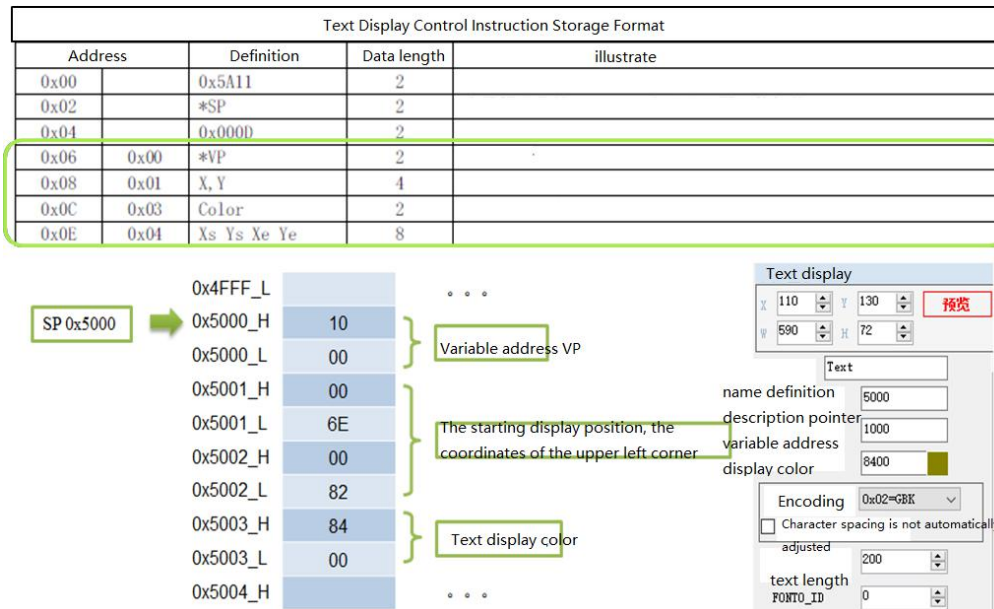 Text Display Control Instruction Storage Format
Address Definition Data length illustrate
0x00 0x5A11 2
0x02 *SP 2
0x04 0x000D 2
0x06 0x00 *VP 2
0x08 0x01 X, Y 4
0x0C 0x03 Color 2
0x0E 0x04 Xs Ys Xe Ye 8
SP 0x5000
0x4FFF_L 。。。
0x5000_H 10
0x5000_L 00
Variable address VP
0x5001_H 00
0x5001_L 6E
0x5002_H 00
0x5002_L 82
The starting display position, the
coordinates of the upper left corner
0x5003_H 84
0x5003_L 00
Text display color
0x5004_H 。。。
Text display
X 110 Y 130 预览
W 590 H 72
Text
name definition
5000
description pointer
1000
variable address
8400
display color
Encoding 0x02=GBK
Character spacing is not automatically
adjusted
200
text length
FONT0_ID 0